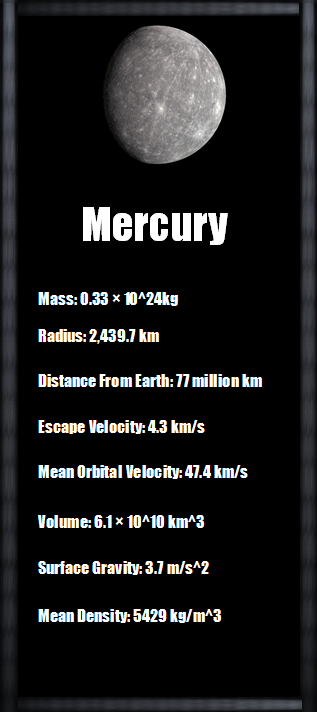 Mercury
Mass: 0.33 × 10^24kg
Radius: 2,439.7 km
Distance From Earth: 77 million km
Escape Velocity: 4.3 km/s
Mean Orbital Velocity: 47.4 km/s
Volume: 6.1 × 10^10 km^3
Surface Gravity: 3.7 m/s^2
Mean Density: 5429 kg/m^3